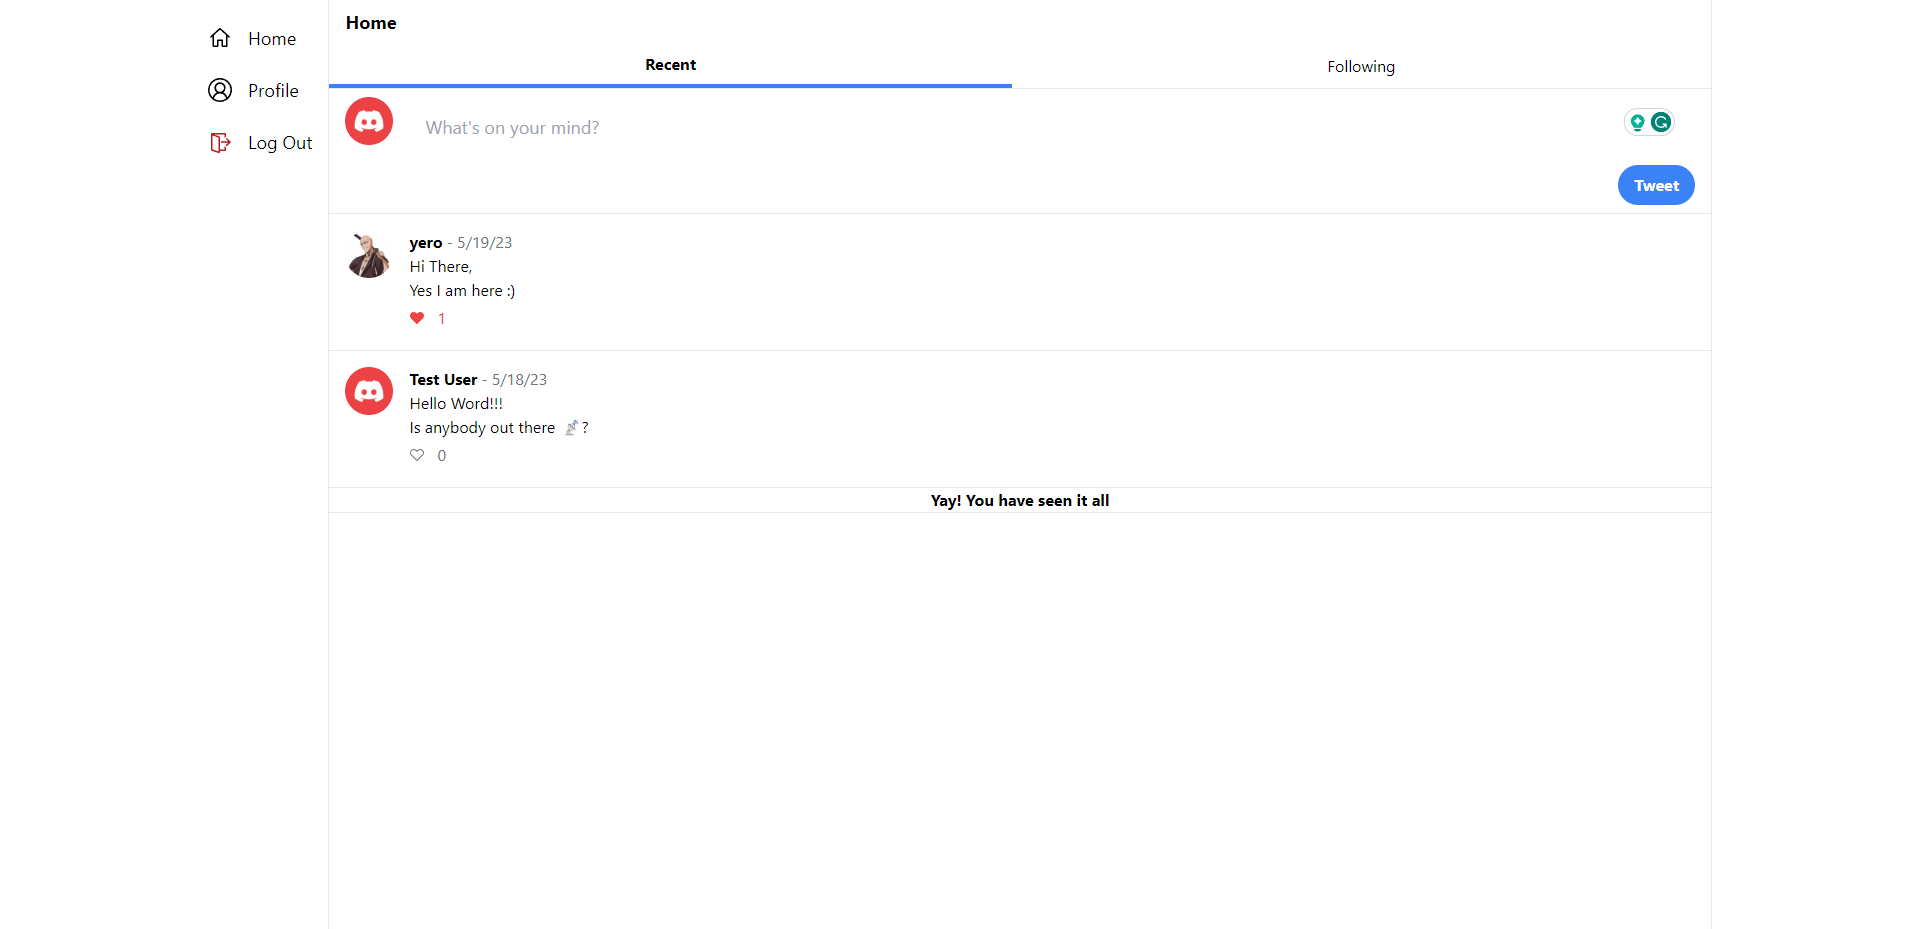 Home
Profile
Log Out
Home
Recent
Following
What's on your mind?
Tweet
yero - 5/19/23
Hi There,
Yes I am here :)
1
Test User - 5/18/23
Hello Word!!!
Is anybody out there 📡?
0
Yay! You have seen it all